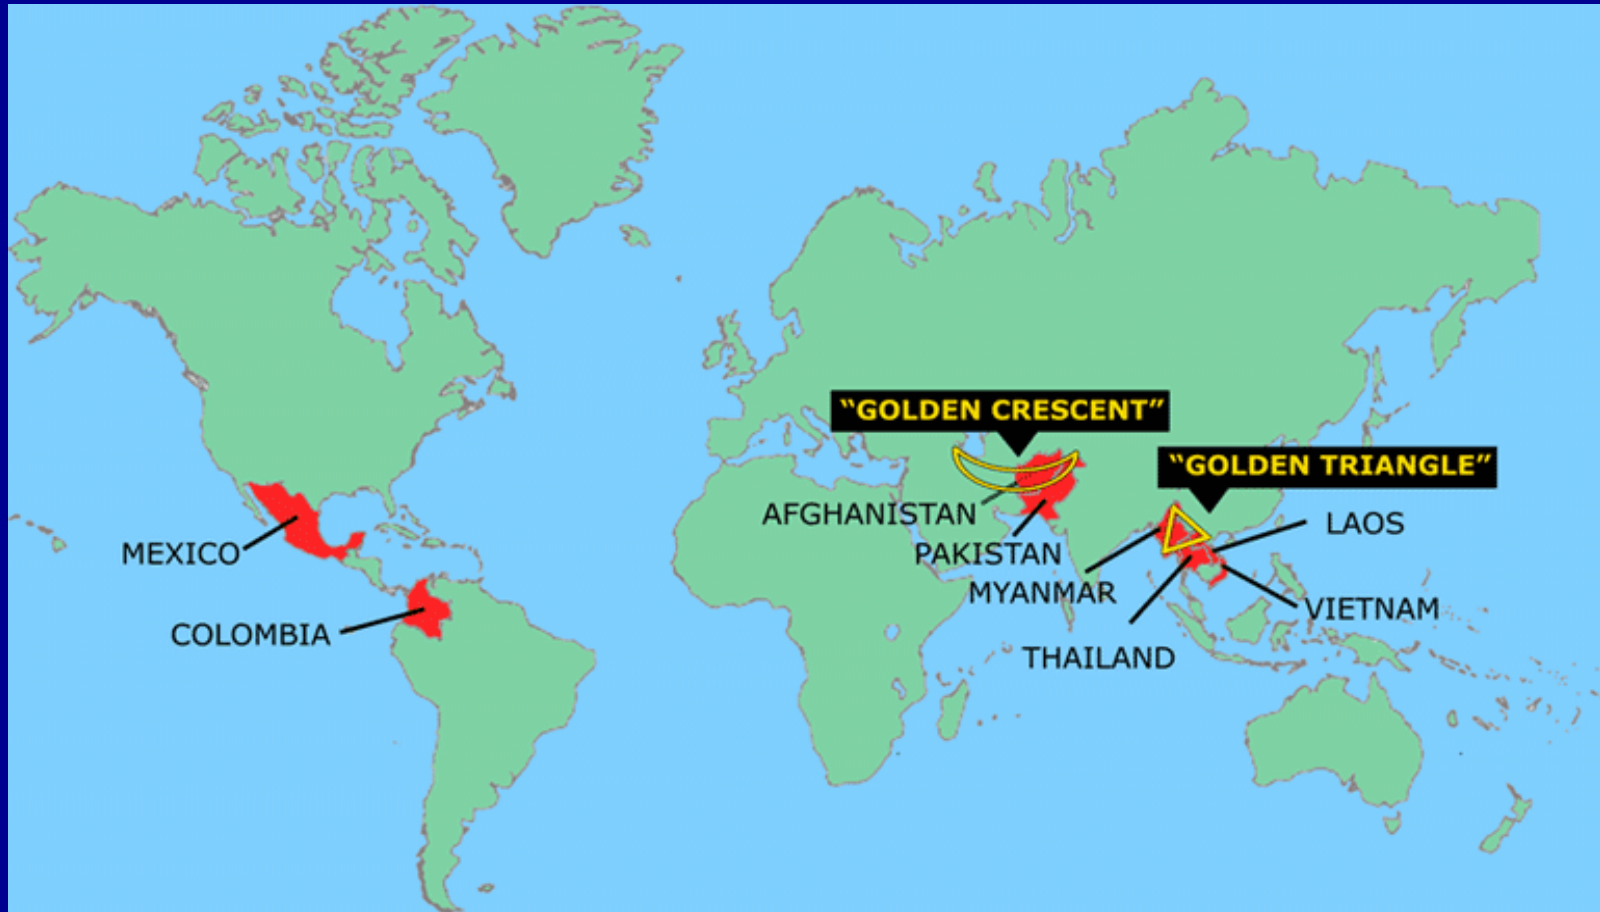 “GOLDEN CRESCENT”
“GOLDEN TRIANGLE”
AFGHANISTAN
LAOS
MEXICO
PAKISTAN
MYANMAR
VIETNAM
COLOMBIA
THAILAND